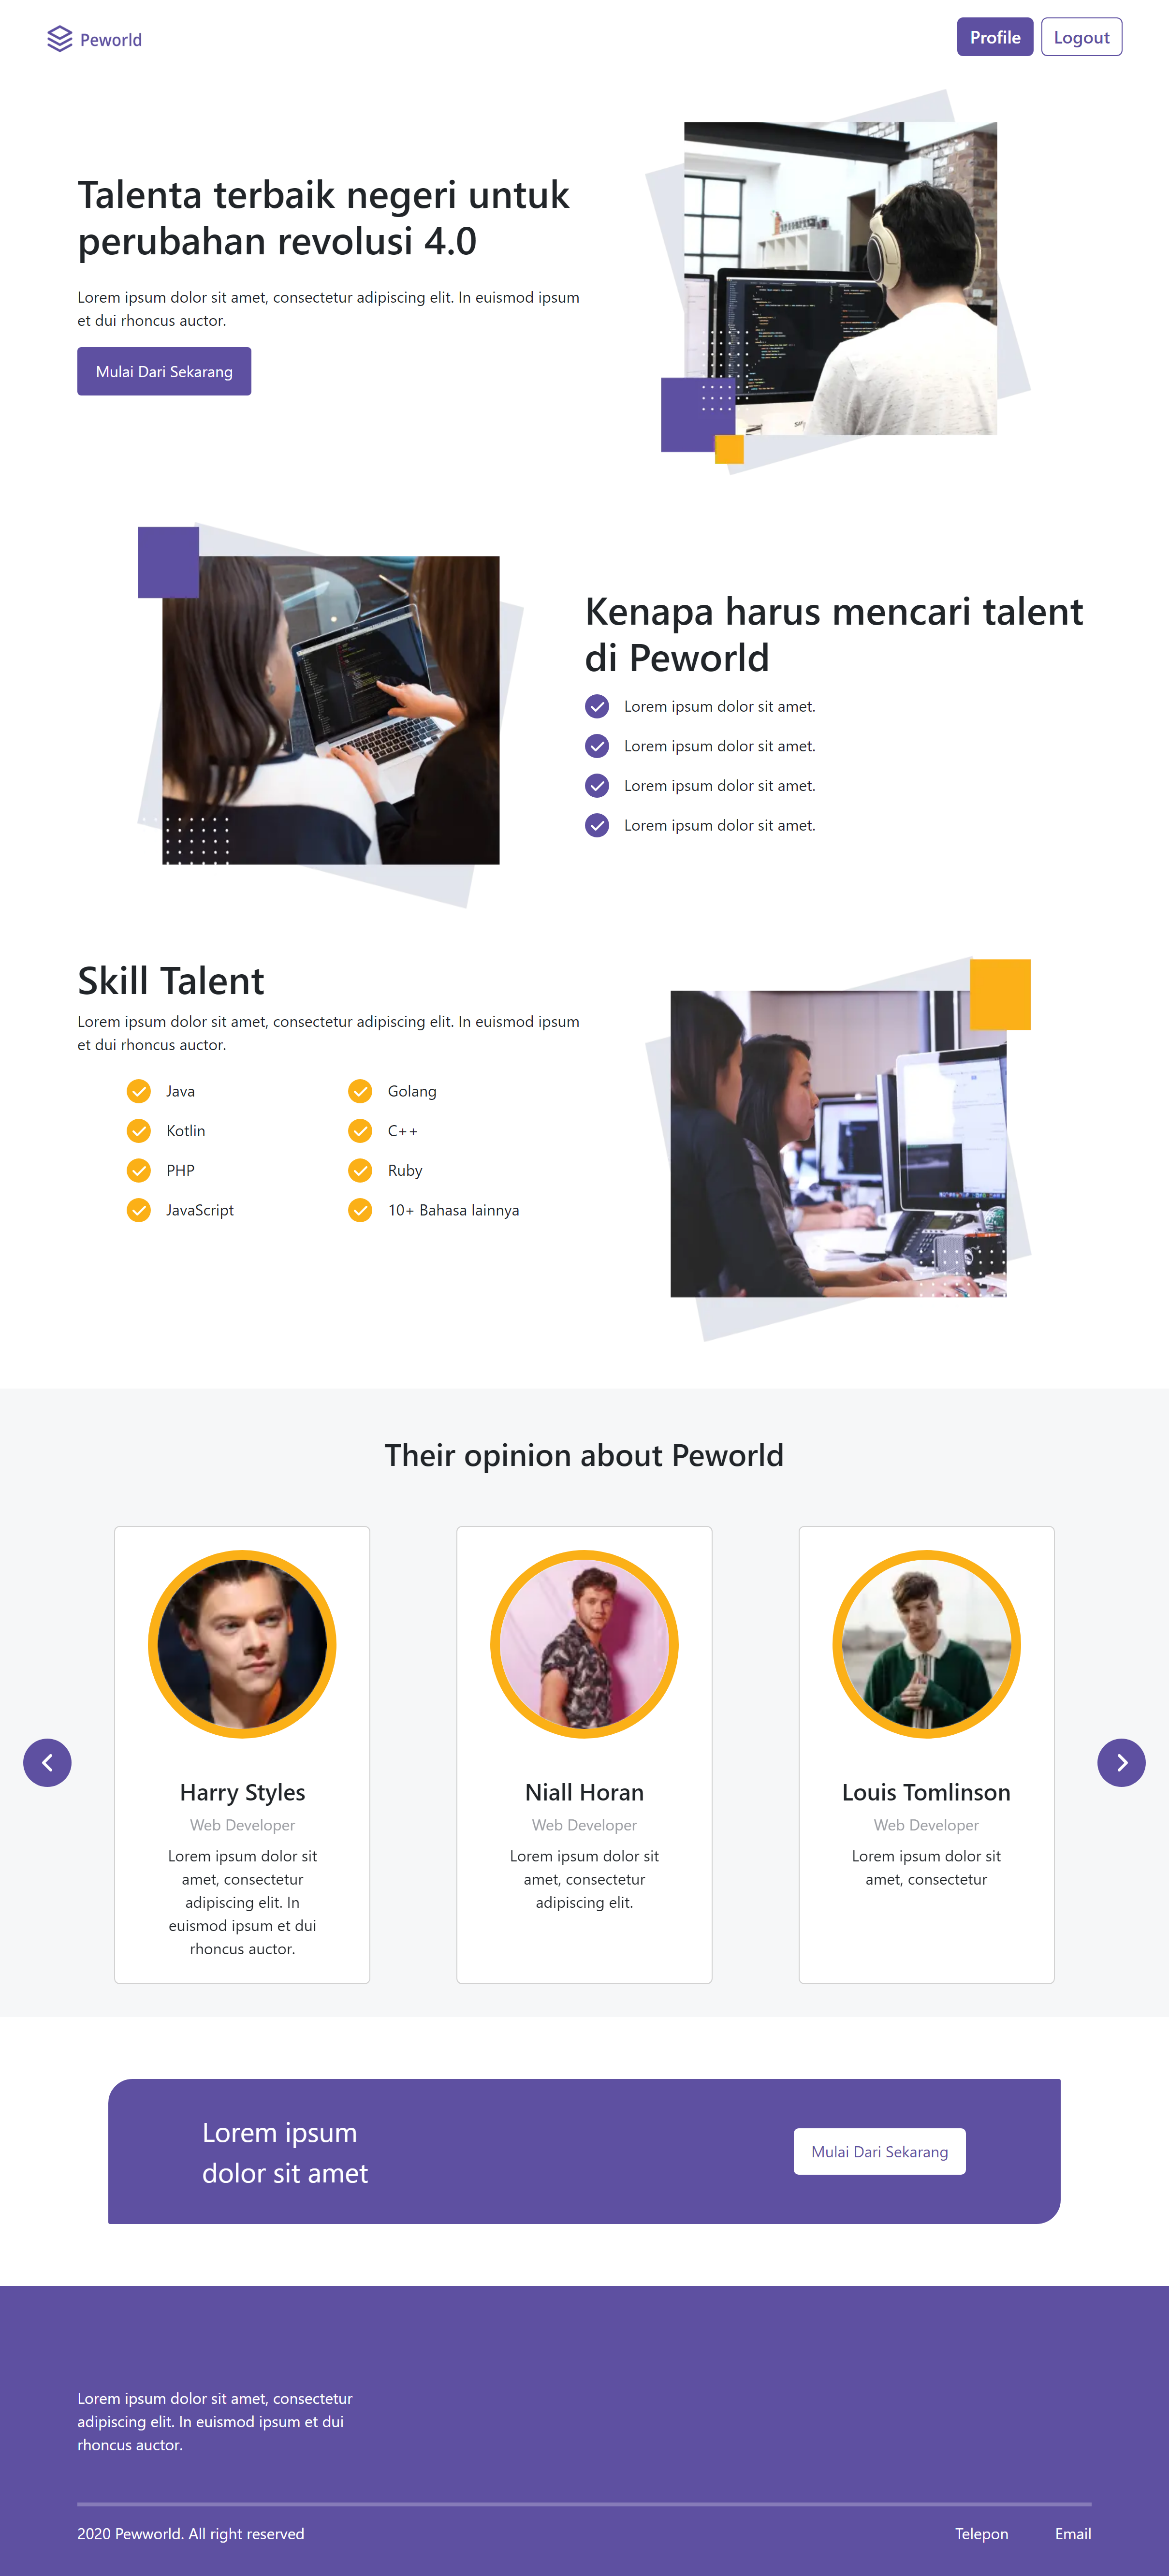 Peworld
Profile
Logout
Talenta terbaik negeri untuk
perubahan revolusi 4.0
Lorem ipsum dolor sit amet, consectetur adipiscing elit. In euismod ipsum
et dui rhoncus auctor.
Mulai Dari Sekarang
Kenapa harus mencari talent
di Peworld
Lorem ipsum dolor sit amet.
Lorem ipsum dolor sit amet.
Lorem ipsum dolor sit amet.
Lorem ipsum dolor sit amet.
Skill Talent
Lorem ipsum dolor sit amet, consectetur adipiscing elit. In euismod ipsum
et dui rhoncus auctor.
Java
Golang
Kotlin
C++
PHP
Ruby
JavaScript
10+ Bahasa lainnya
Their opinion about Peworld
Harry Styles
Web Developer
Lorem ipsum dolor sit
amet, consectetur
adipiscing elit. In
euismod ipsum et dui
rhoncus auctor.
Niall Horan
Web Developer
Lorem ipsum dolor sit
amet, consectetur
adipiscing elit.
Louis Tomlinson
Web Developer
Lorem ipsum dolor sit
amet, consectetur
Lorem ipsum
dolor sit amet
Mulai Dari Sekarang
Lorem ipsum dolor sit amet, consectetur
adipiscing elit. In euismod ipsum et dui
rhoncus auctor.
2020 Pewworld. All right reserved
Telepon
Email